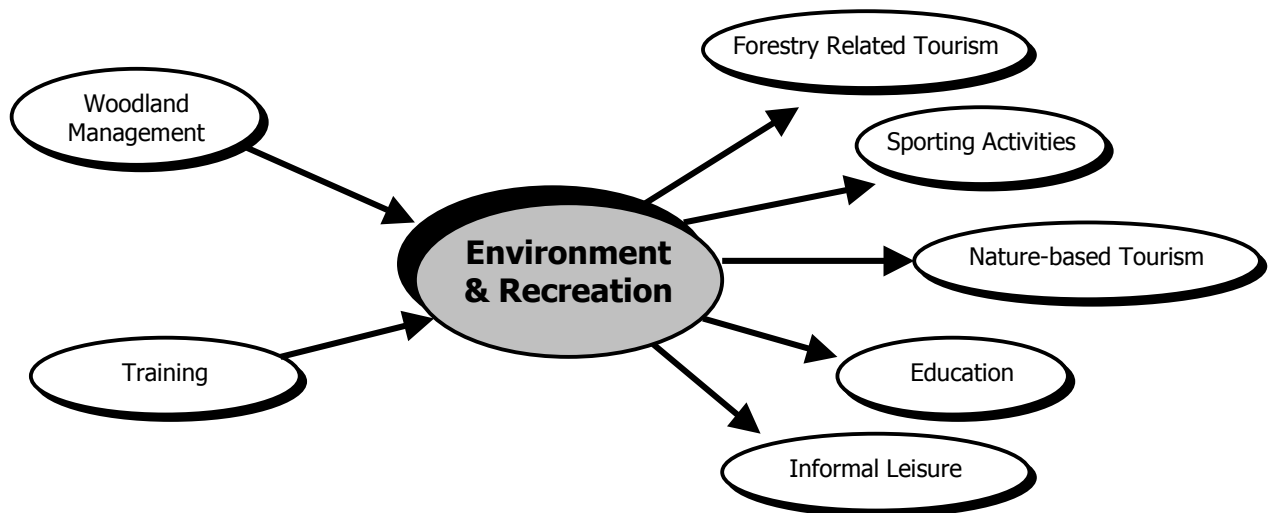 Forestry Related Tourism
Woodland
Management
Sporting Activities
Environment
& Recreation
Nature-based Tourism
Training
Education
Informal Leisure